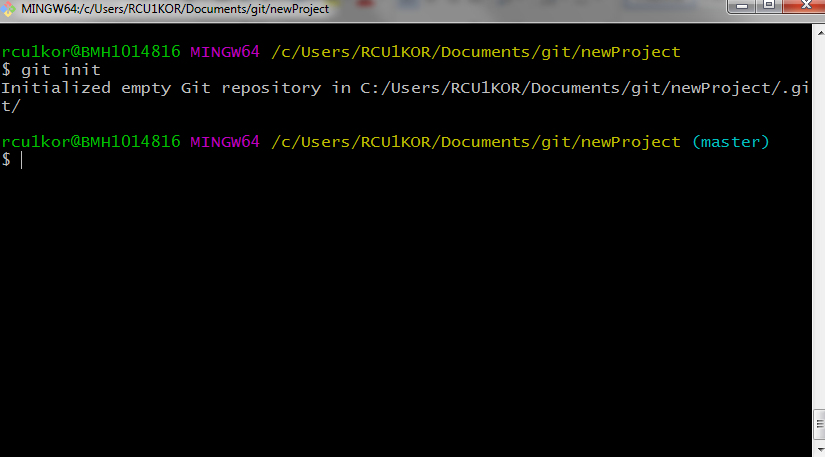 MINGW64:/c/Users/RCU1KOR/Documents/git/newProject
rcu1kor@BMH1014816 MINGW64 /c/Users/RCU1KOR/Documents/git/newProject
$ git init
Initialized empty Git repository in C:/Users/RCU1KOR/Documents/git/newProject/.gi
t/
rcu1kor@BMH1014816 MINGW64 /c/Users/RCU1KOR/Documents/git/newProject (master)
$